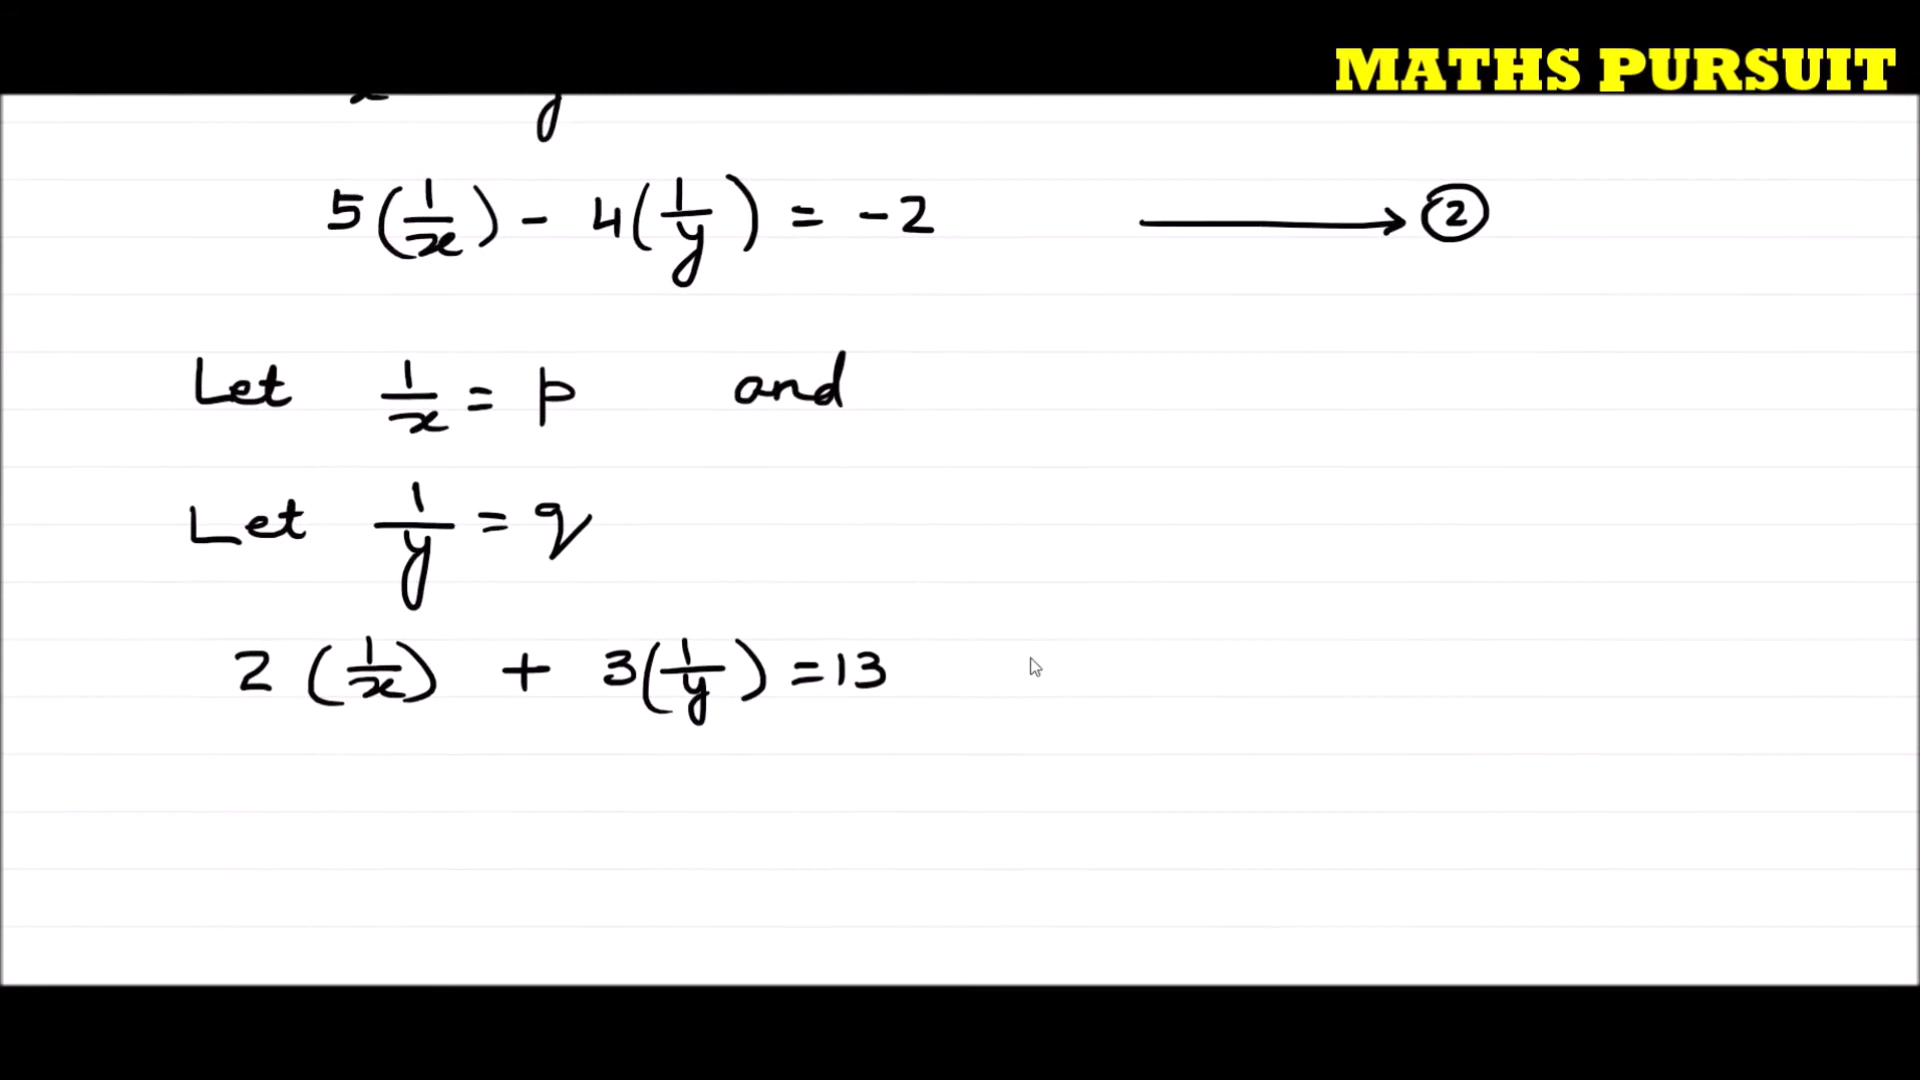 MATHS PURSUIT
x y
5(1/x) - 4(1/y) = -2 ⟶ ②
Let 1/x = p and
Let 1/y = q
2 (1/x) + 3(1/y) = 13